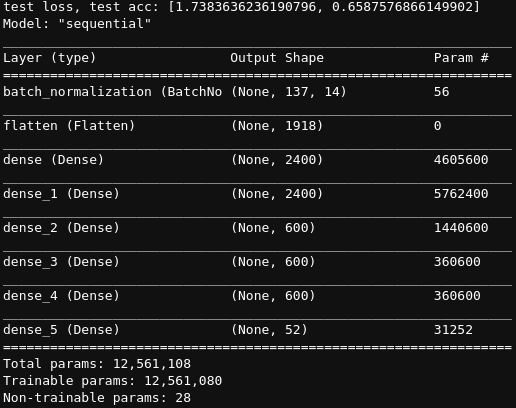 test loss, test acc: [1.7383636236190796, 0.6587576866149902]
Model: "sequential"
_________________________________________________________________
Layer (type)                 Output Shape              Param #
=================================================================
batch_normalization (BatchNo (None, 137, 14)           56
_________________________________________________________________
flatten (Flatten)            (None, 1918)              0
_________________________________________________________________
dense (Dense)                (None, 2400)              4605600
_________________________________________________________________
dense_1 (Dense)              (None, 2400)              5762400
_________________________________________________________________
dense_2 (Dense)              (None, 600)               1440600
_________________________________________________________________
dense_3 (Dense)              (None, 600)               360600
_________________________________________________________________
dense_4 (Dense)              (None, 600)               360600
_________________________________________________________________
dense_5 (Dense)              (None, 52)                31252
=================================================================
Total params: 12,561,108
Trainable params: 12,561,080
Non-trainable params: 28